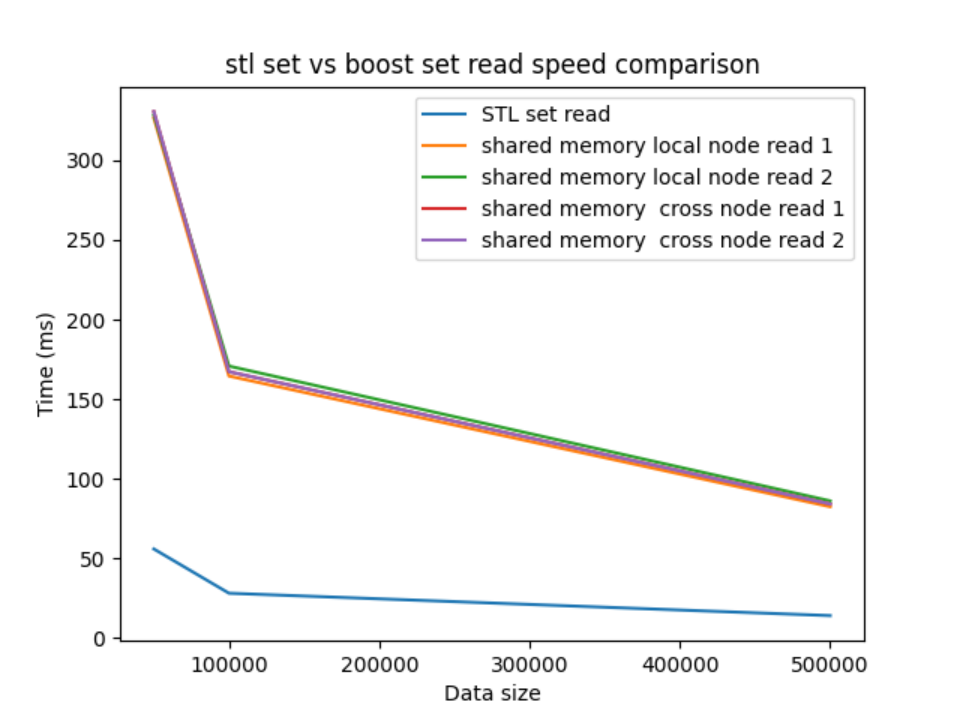 stl set vs boost set read speed comparison
STL set read
shared memory local node read 1
shared memory local node read 2
shared memory  cross node read 1
shared memory  cross node read 2
300
250
200
150
100
50
0
Time (ms)
100000 200000 300000 400000 500000
Data size